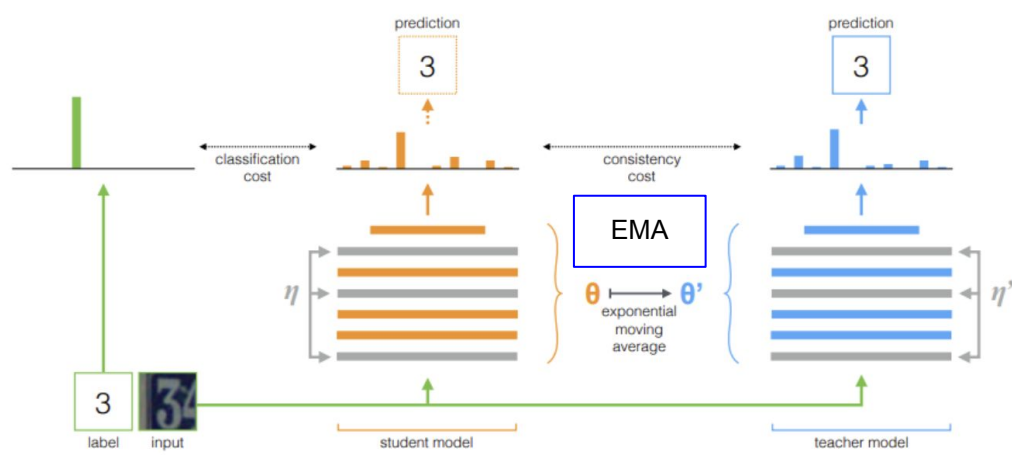 prediction
3
prediction
3
classification
cost
consistency
cost
EMA
η
θ
θ’
η’
exponential
moving
average
3
34
label
input
student model
teacher model